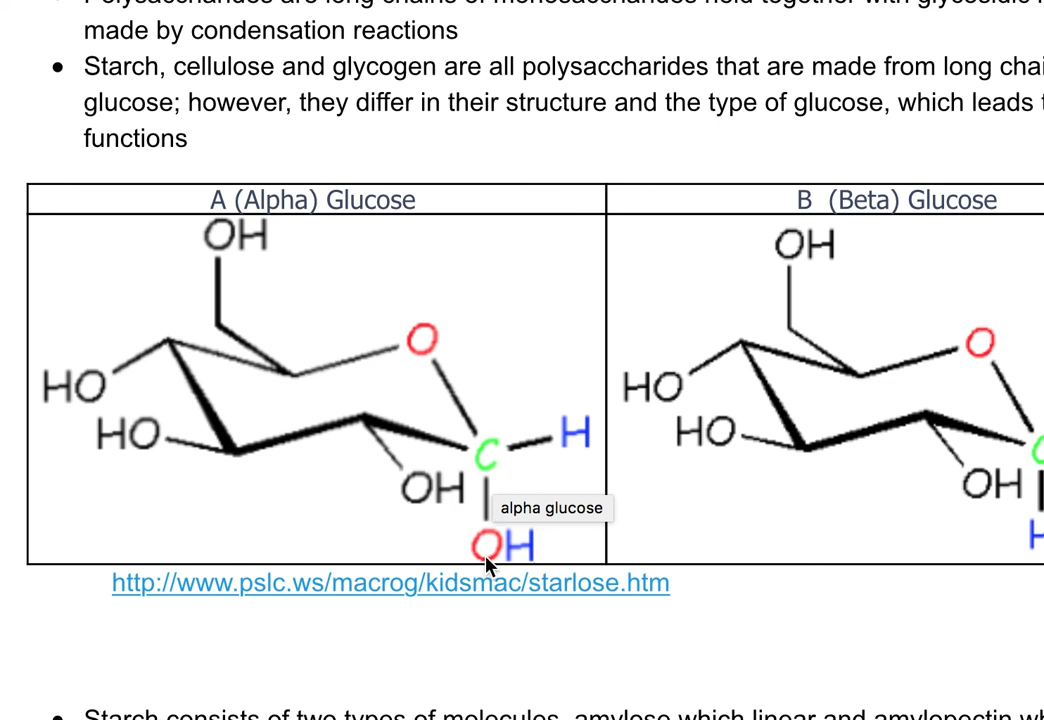 made by condensation reactions
● Starch, cellulose and glycogen are all polysaccharides that are made from long
glucose; however, they differ in their structure and the type of glucose, which leads
functions
A (Alpha) Glucose
B (Beta) Glucose
OH
O
HO
HO
H
C
OH
OH
alpha glucose
OH
O
HO
HO
OH
H
http://www.pslc.ws/macrog/kidsmac/starlose.htm